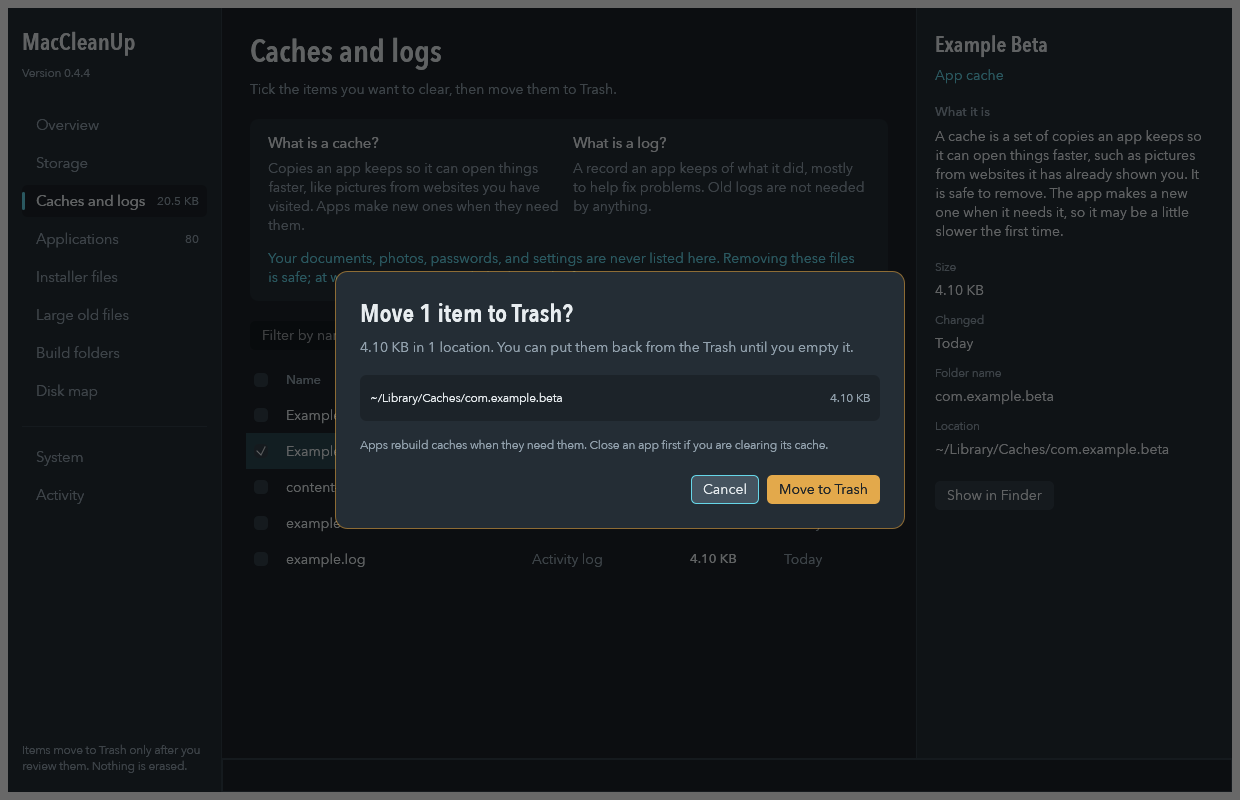 MacCleanUp
Version 0.4.4
Overview
Storage
Caches and logs 20.5 KB
Applications 80
Installer files
Large old files
Build folders
Disk map
System
Activity
Items move to Trash only after you
review them. Nothing is erased.
Caches and logs
Tick the items you want to clear, then move them to Trash.
What is a cache?
Copies an app keeps so it can open things
faster, like pictures from websites you have
visited. Apps make new ones when they need
them.
What is a log?
A record an app keeps of what it did, mostly
to help fix problems. Old logs are not needed
by anything.
Your documents, photos, passwords, and settings are never listed here. Removing these files
is safe; at
Filter by
Name
✓
example.log Activity log 4.10 KB Today
Move 1 item to Trash?
4.10 KB in 1 location. You can put them back from the Trash until you empty it.
~/Library/Caches/com.example.beta 4.10 KB
Apps rebuild caches when they need them. Close an app first if you are clearing its cache.
Cancel Move to Trash
Example Beta
App cache
What it is
A cache is a set of copies an app keeps so
it can open things faster, such as pictures
from websites it has already shown you. It
is safe to remove. The app makes a new
one when it needs it, so it may be a little
slower the first time.
Size
4.10 KB
Changed
Today
Folder name
com.example.beta
Location
~/Library/Caches/com.example.beta
Show in Finder